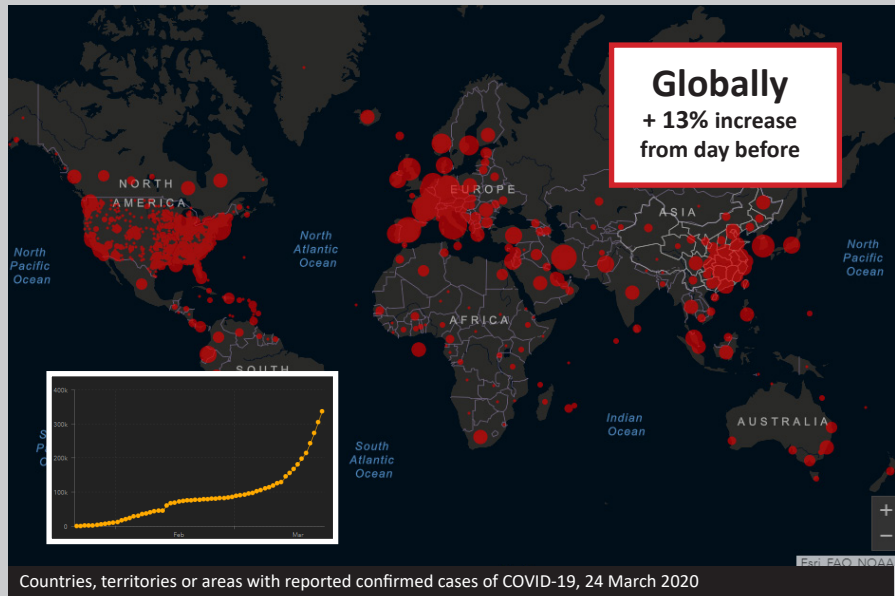 Globally
+ 13% increase
from day before
NORTH
AMERICA
EUROPE
ASIA
North
Pacific
Ocean
North
Atlantic
Ocean
North
Pacific
Ocean
AFRICA
SOUTH
Indian
Ocean
AUSTRALIA
South
Atlantic
Ocean
400k
300k
200k
100k
0
Feb
Mar
+
−
Esri, FAO, NOAA
Countries, territories or areas with reported confirmed cases of COVID-19, 24 March 2020